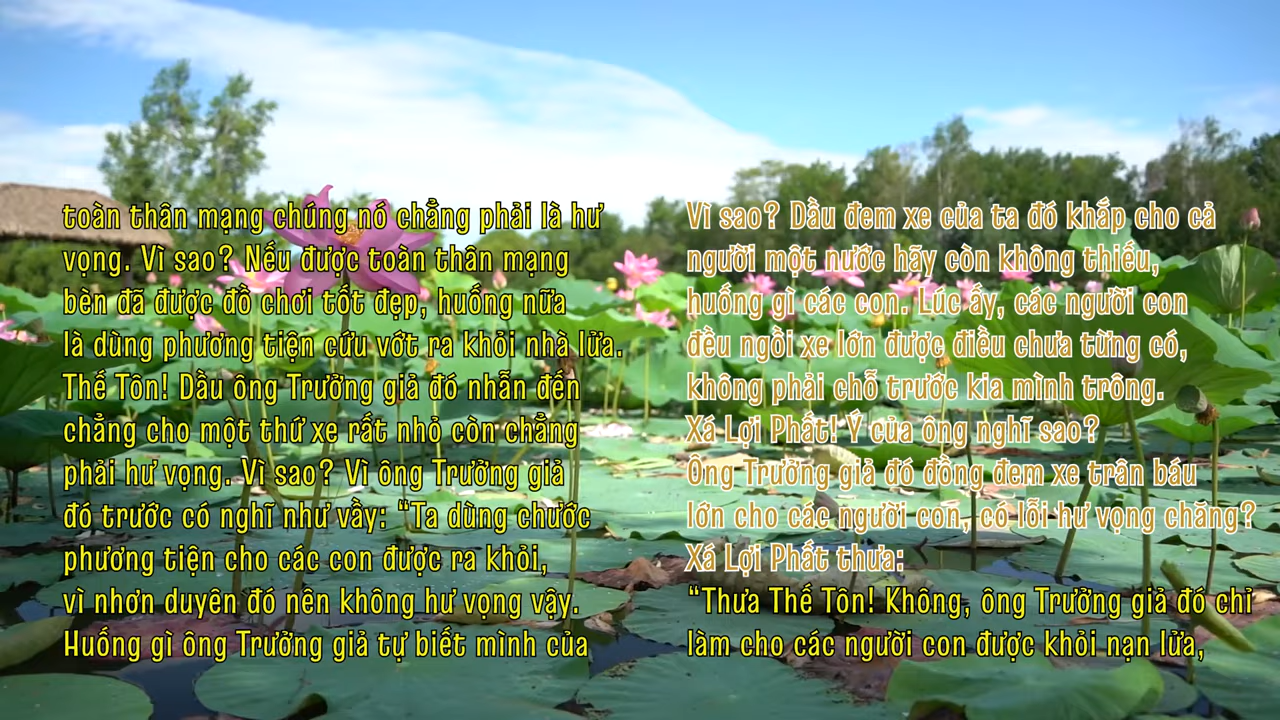 toàn thân mạng chúng nó chẳng phải là hư
vọng. Vì sao? Nếu được toàn thân mạng
bèn đã được đồ chơi tốt đẹp, huống nữa
là dùng phương tiện cứu vớt ra khỏi nhà lửa.
Thế Tôn! Dầu ông Trưởng giả đó nhẫn đến
chẳng cho một thứ xe rất nhỏ còn chẳng
phải hư vọng. Vì sao? Vì ông Trưởng giả
đó trước có nghĩ như vầy: “Ta dùng chước
phương tiện cho các con được ra khỏi,
vì nhơn duyên đó nên không hư vọng vậy.
Huống gì ông Trưởng giả tự biết mình của
Vì sao? Dầu đem xe của ta đó khắp cho cả
người một nước hãy còn không thiếu,
huống gì các con. Lúc ấy, các người con
đều ngồi xe lớn được điều chưa từng có,
không phải chỗ trước kia mình trông.
Xá Lợi Phất! Ý của ông nghĩ sao?
Ông Trưởng giả đó đồng đem xe trân báu
lớn cho các người con, có lỗi hư vọng chăng?
Xá Lợi Phất thưa:
“Thưa Thế Tôn! Không, ông Trưởng giả đó chỉ
làm cho các người con được khỏi nạn lửa,